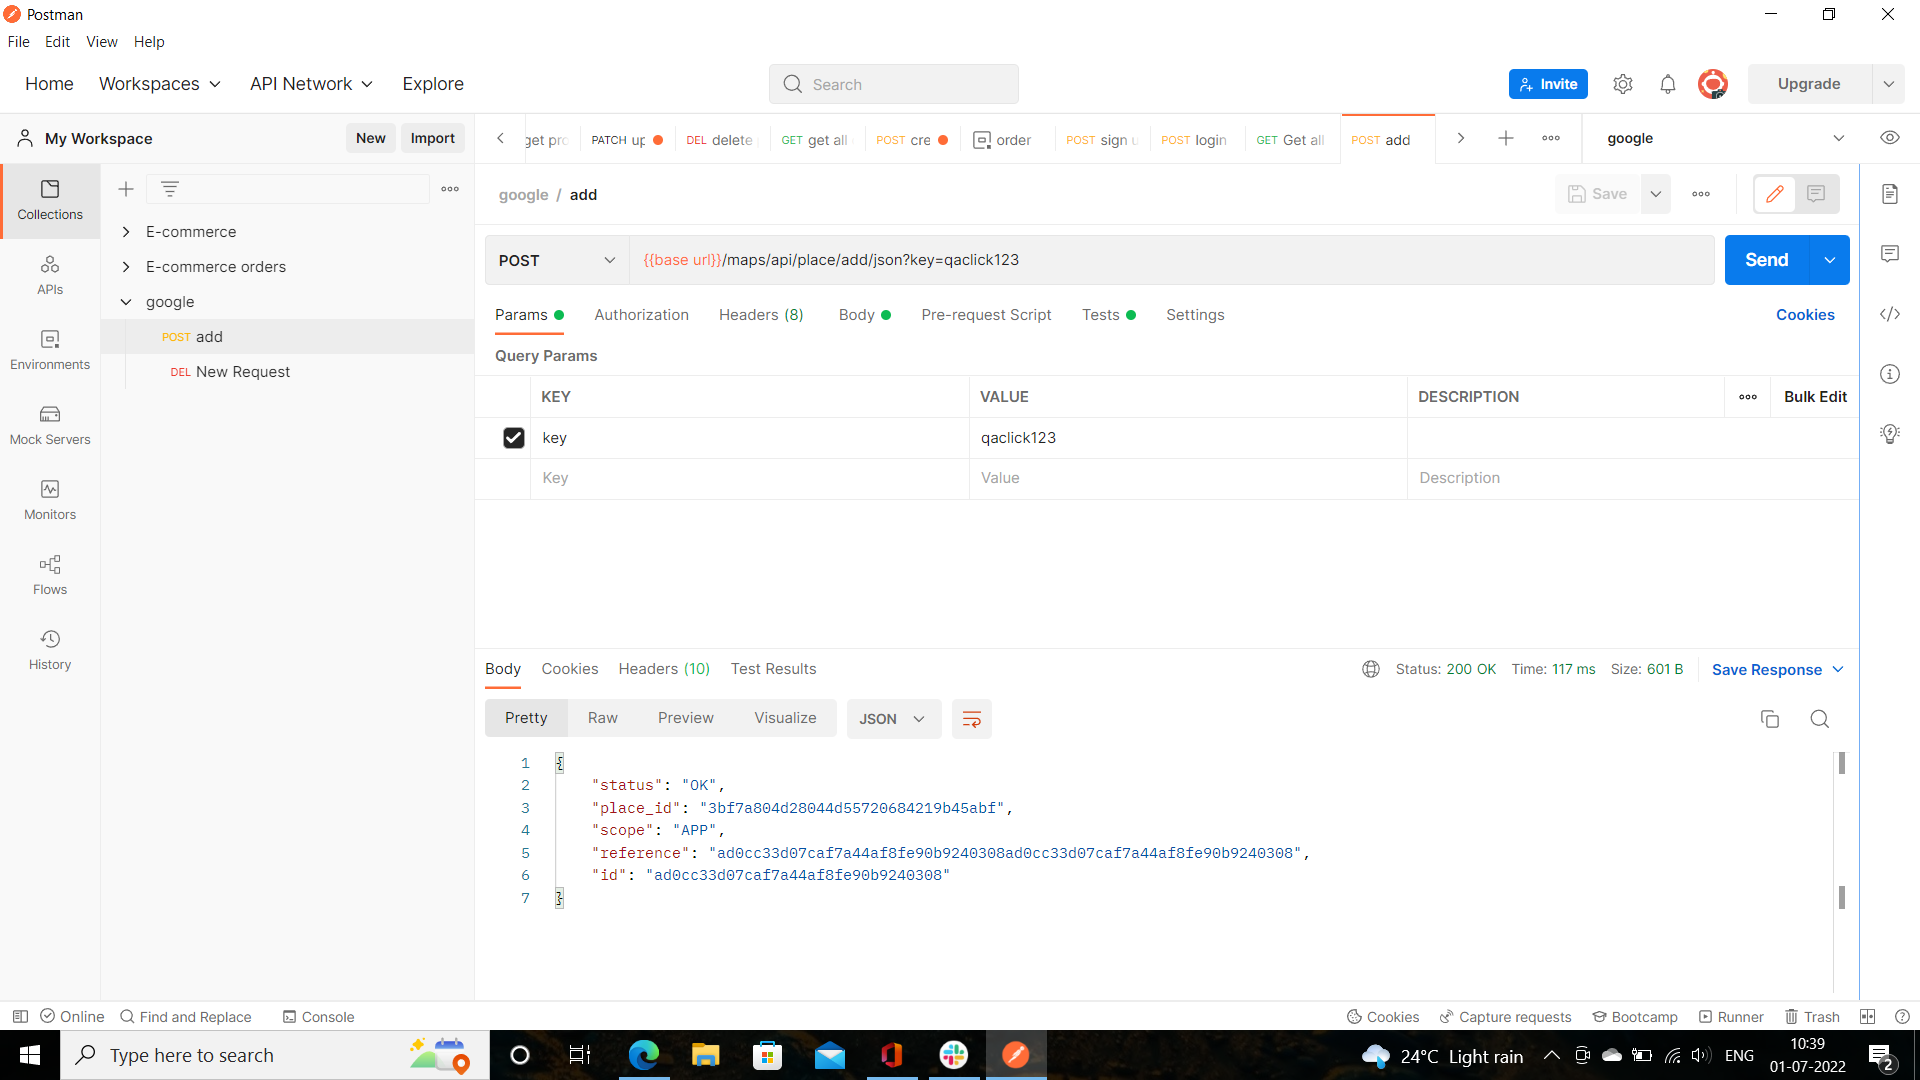 Postman
File Edit View Help
Home Workspaces API Network Explore
Search
Invite
Upgrade
My Workspace
New Import
get pro
PATCH up
DEL delete
GET get all
POST cre
order
POST sign u
POST login
GET Get all
POST add
google
Collections
APIs
Environments
Mock Servers
Monitors
Flows
History
E-commerce
E-commerce orders
google
POST add
DEL New Request
google / add
Save
POST
{{base url}}/maps/api/place/add/json?key=qaclick123
Send
Params Authorization Headers (8) Body Pre-request Script Tests Settings
Cookies
Query Params
KEY VALUE DESCRIPTION
Bulk Edit
key qaclick123
Key Value Description
Body Cookies Headers (10) Test Results
Status: 200 OK Time: 117 ms Size: 601 B
Save Response
Pretty Raw Preview Visualize
JSON
1 {
2 "status": "OK",
3 "place_id": "3bf7a804d28044d55720684219b45abf",
4 "scope": "APP",
5 "reference": "ad0cc33d07caf7a44af8fe90b9240308ad0cc33d07caf7a44af8fe90b9240308",
6 "id": "ad0cc33d07caf7a44af8fe90b9240308"
7 }
Online Find and Replace Console
Cookies Capture requests Bootcamp Runner Trash
Type here to search
24°C Light rain
ENG
10:39
01-07-2022
2